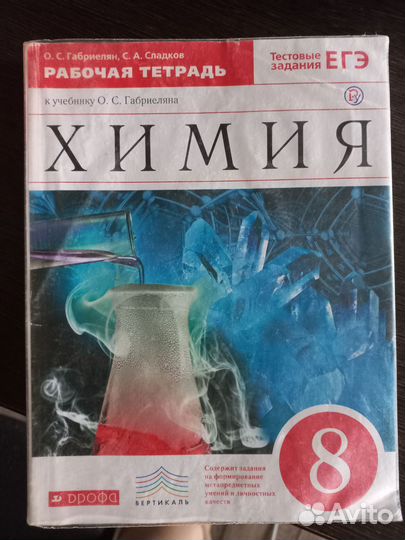 О. С. Габриелян, С. А. Сладков
РАБОЧАЯ ТЕТРАДЬ
Тестовые
задания ЕГЭ
к учебнику О. С. Габриеляна
ХИМИЯ
Содержит задания
на формирование
метапредметных
умений и личностных
качеств
8
ДРОФА
ВЕРТИКАЛЬ
Avito